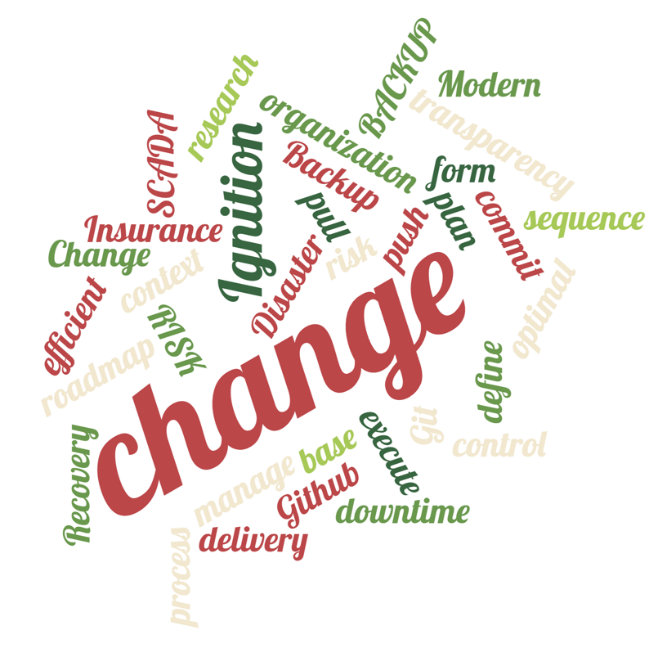 BACKUP
Modern
research
transparency
organization
SCADA
Ignition
Backup
form
pull
plan
push
commit
sequence
Insurance
Change
context
Disaster
risk
efficient
RISK
optimal
change
roadmap
define
Recovery
Git
execute
control
base
manage
Github
downtime
delivery
process